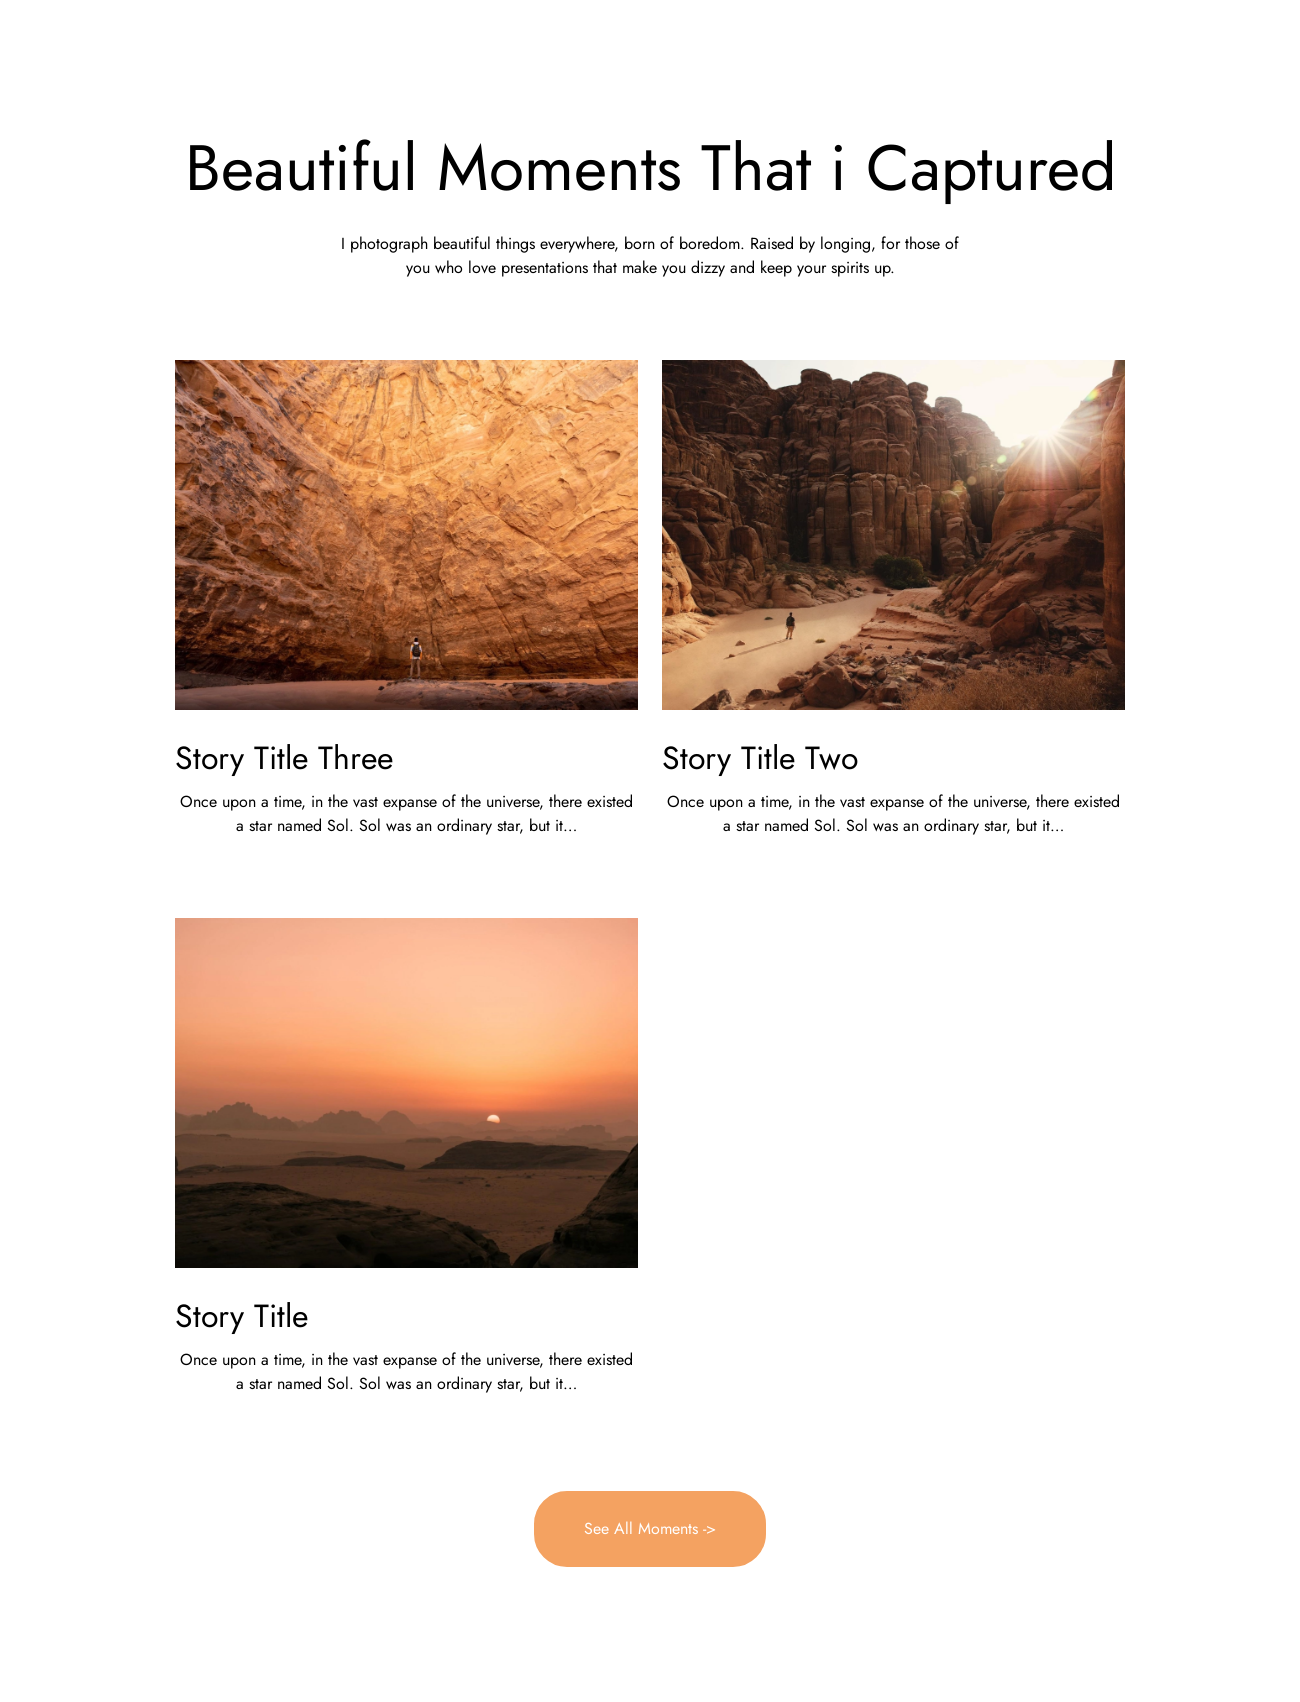 Beautiful Moments That i Captured
I photograph beautiful things everywhere, born of boredom. Raised by longing, for those of
you who love presentations that make you dizzy and keep your spirits up.
Story Title Three
Once upon a time, in the vast expanse of the universe, there existed
a star named Sol. Sol was an ordinary star, but it…
Story Title Two
Once upon a time, in the vast expanse of the universe, there existed
a star named Sol. Sol was an ordinary star, but it…
Story Title
Once upon a time, in the vast expanse of the universe, there existed
a star named Sol. Sol was an ordinary star, but it…
See All Moments ->